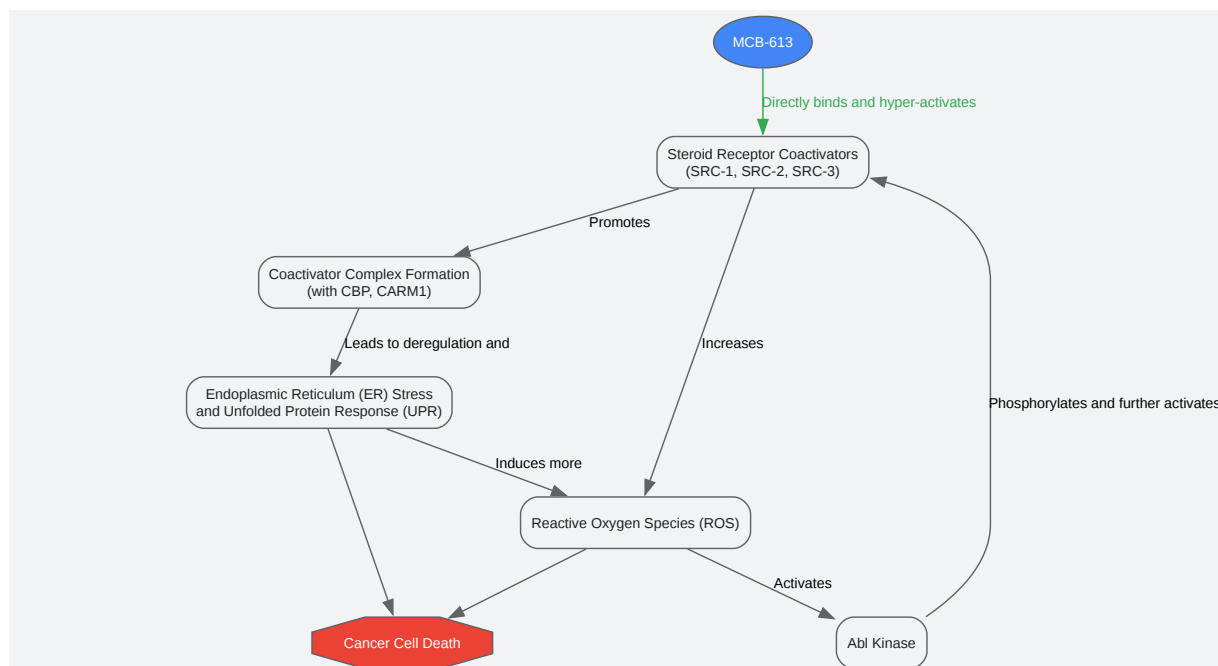 MCB-613
Directly binds and hyper-activates
Steroid Receptor Coactivators
(SRC-1, SRC-2, SRC-3)
Promotes
Coactivator Complex Formation
(with CBP, CARM1)
Leads to deregulation and
Increases
Endoplasmic Reticulum (ER) Stress
and Unfolded Protein Response (UPR)
Phosphorylates and further activates
Induces more
Reactive Oxygen Species (ROS)
Activates
Cancer Cell Death
Abl Kinase